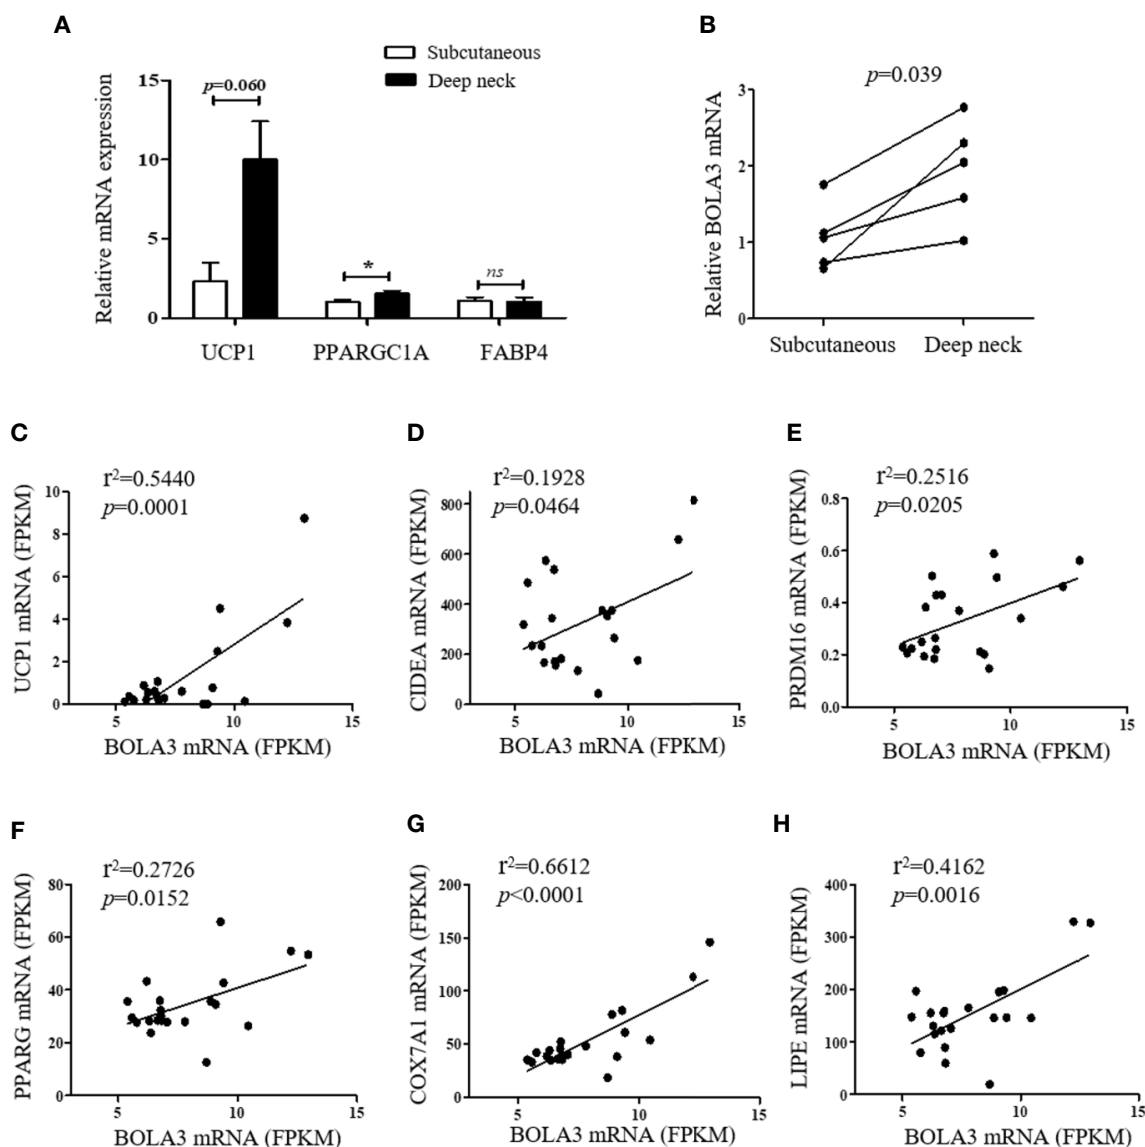 A
Subcutaneous
Deep neck
p=0.060
*
ns
15
10
5
0
Relative mRNA expression
UCP1
PPARGC1A
FABP4
B
p=0.039
3
2
1
0
Relative BOLA3 mRNA
Subcutaneous
Deep neck
C
r²=0.5440
p=0.0001
10
8
6
4
2
0
UCP1 mRNA (FPKM)
5
10
15
BOLA3 mRNA (FPKM)
D
r²=0.1928
p=0.0464
800
600
400
200
0
CIDEA mRNA (FPKM)
5
10
15
BOLA3 mRNA (FPKM)
E
r²=0.2516
p=0.0205
0.8
0.6
0.4
0.2
0.0
PRDM16 mRNA (FPKM)
5
10
15
BOLA3 mRNA (FPKM)
F
r²=0.2726
p=0.0152
80
60
40
20
0
PPARG mRNA (FPKM)
5
10
15
BOLA3 mRNA (FPKM)
G
r²=0.6612
p<0.0001
200
150
100
50
0
COX7A1 mRNA (FPKM)
5
10
15
BOLA3 mRNA (FPKM)
H
r²=0.4162
p=0.0016
400
300
200
100
0
LIPE mRNA (FPKM)
5
10
15
BOLA3 mRNA (FPKM)